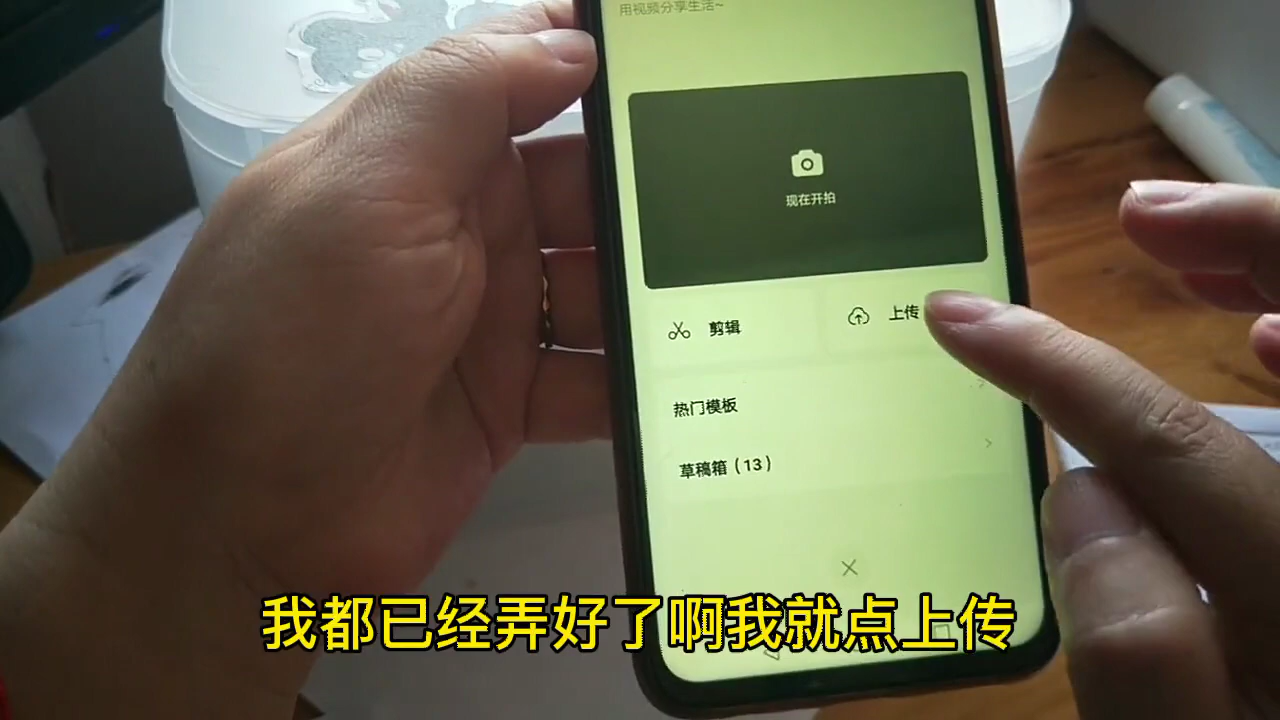 用视频分享生活~
现在开拍
剪辑
上传
热门模板
草稿箱（13）
我都已经弄好了啊我就点上传